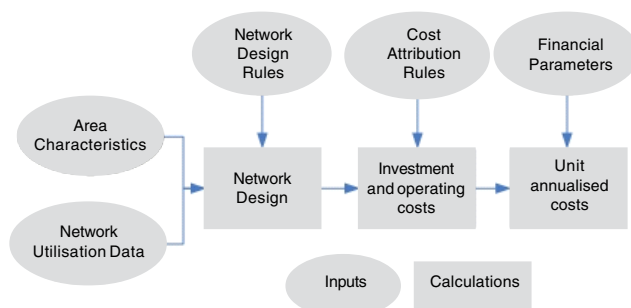 Network
Design
Rules
Cost
Attribution
Rules
Financial
Parameters
Area
Characteristics
Network
Utilisation Data
Network
Design
Investment
and operating
costs
Unit
annualised
costs
Inputs
Calculations